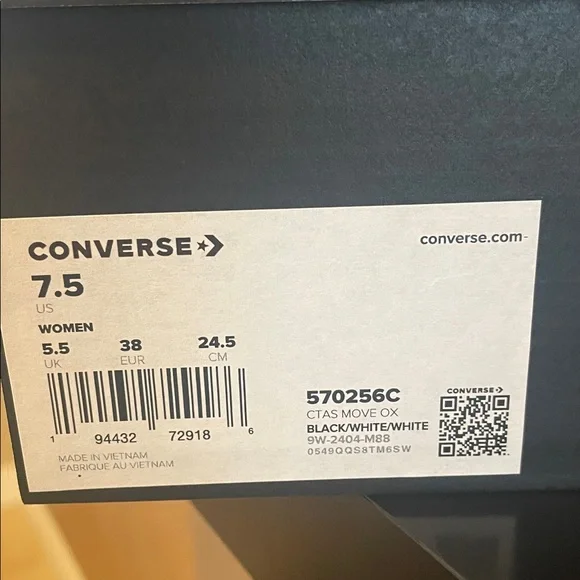 CONVERSE
converse.com
7.5
US
WOMEN
5.5 38 24.5
UK EUR CM
1 94432 72918 6
MADE IN VIETNAM
FABRIQUE AU VIETNAM
CONVERSE
570256C
CTAS MOVE OX
BLACK/WHITE/WHITE
9W-2404-M88
0549QQS8TM6SW